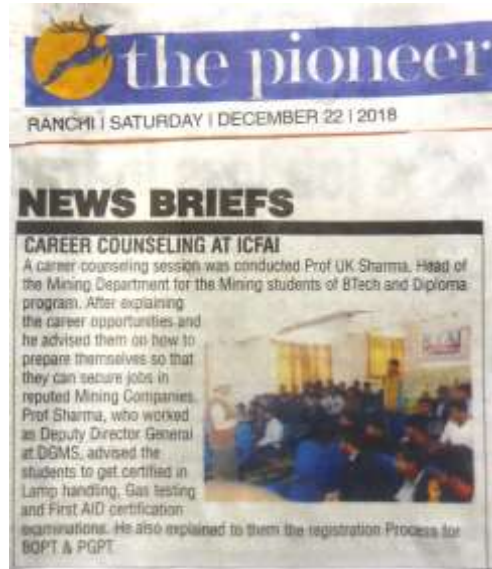 the pioneer
RANCHI | SATURDAY | DECEMBER 22 | 2018
NEWS BRIEFS
CAREER COUNSELING AT ICFAI
A career counseling session was conducted Prof UK Sharma, Head of
the Mining Department for the Mining students of BTech and Diploma
program. After explaining
the career opportunities and
he advised them on how to
prepare themselves so that
they can secure jobs in
reputed Mining Companies.
Prof Sharma, who worked
as Deputy Director General
at DGMS, advised the
students to get certified in
Lamp handling, Gas testing
and First AID certification
examinations. He also explained to them the registration Process for
BOPT & PGPT